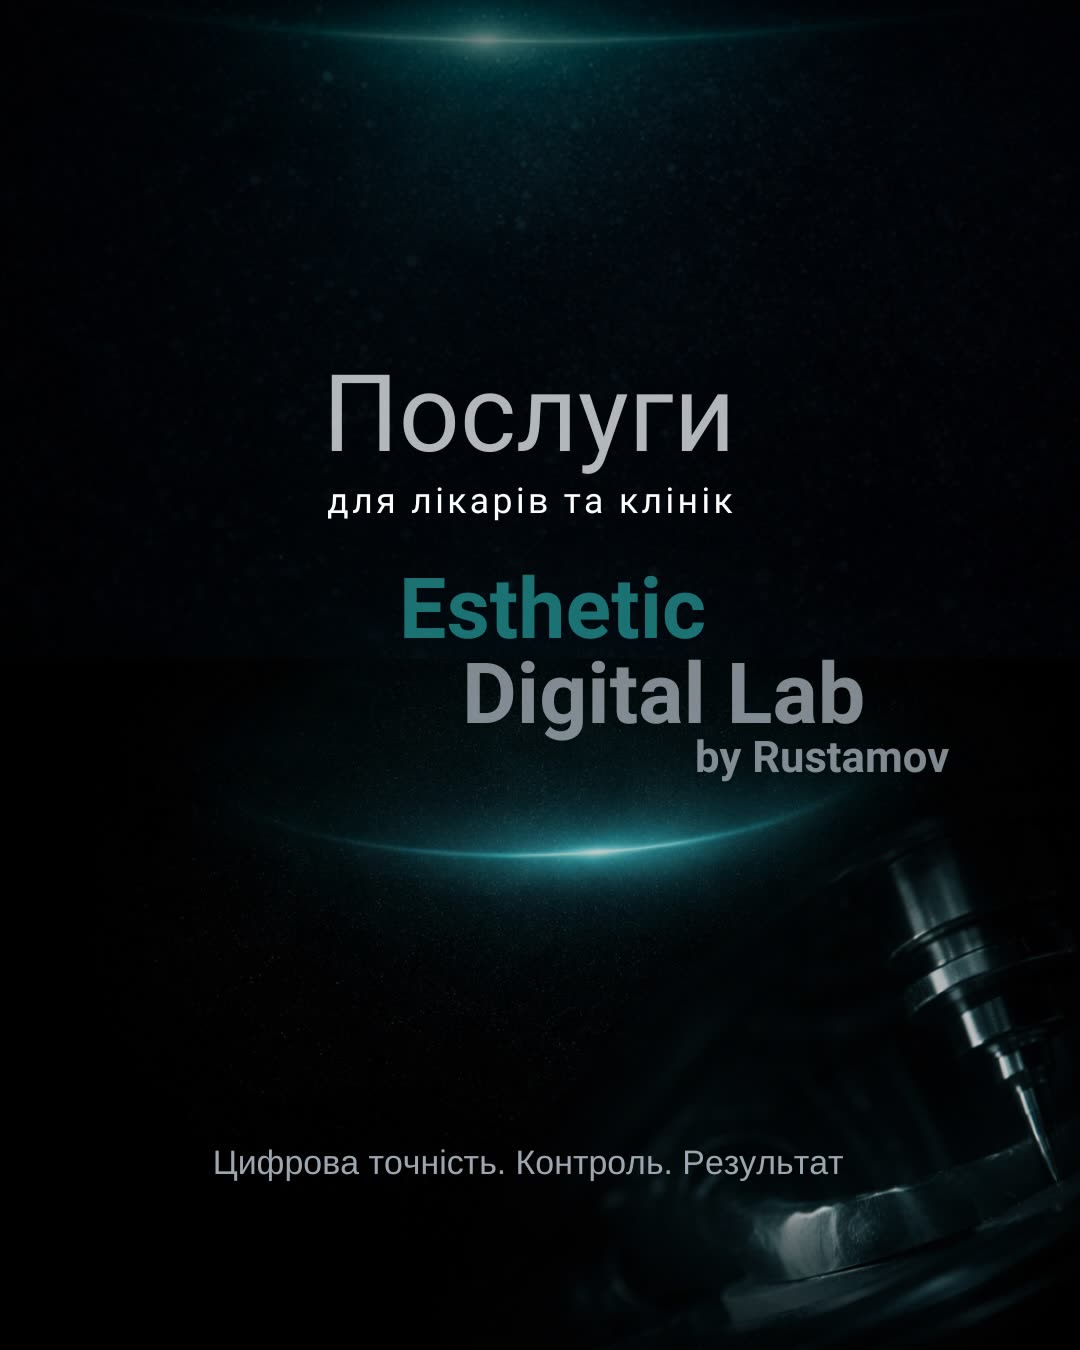 Послуги
для лікарів та клінік
Esthetic
Digital Lab
by Rustamov
Цифрова точність. Контроль. Результат